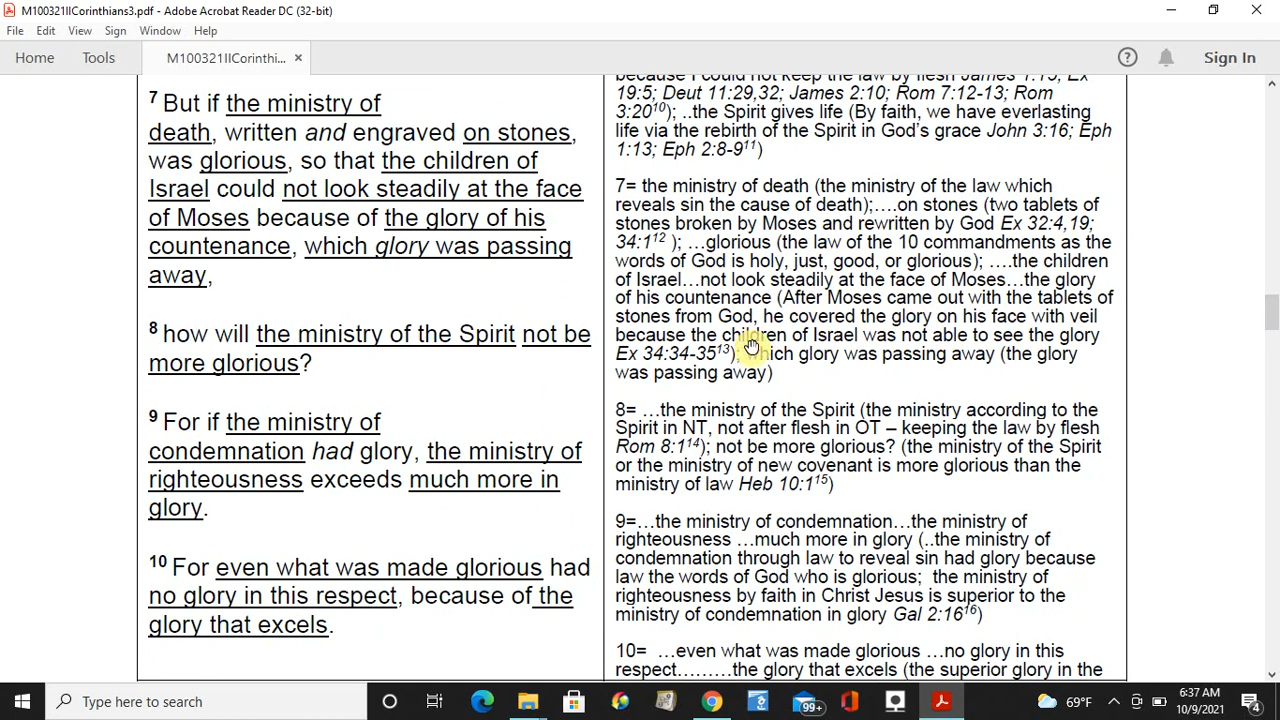 M100321IICorinthians3.pdf - Adobe Acrobat Reader DC (32-bit)
File Edit View Sign Window Help
Home Tools M100321IICorinthi... × Sign In
7 But if the ministry of
death, written and engraved on stones,
was glorious, so that the children of
Israel could not look steadily at the face
of Moses because of the glory of his
countenance, which glory was passing
away,
8 how will the ministry of the Spirit not be
more glorious?
9 For if the ministry of
condemnation had glory, the ministry of
righteousness exceeds much more in
glory.
10 For even what was made glorious had
no glory in this respect, because of the
glory that excels.
because I could not keep the law by flesh James 1:15, Ex
19:5; Deut 11:29,32; James 2:10; Rom 7:12-13; Rom
3:2010); ..the Spirit gives life (By faith, we have everlasting
life via the rebirth of the Spirit in God's grace John 3:16; Eph
1:13; Eph 2:8-911)
7= the ministry of death (the ministry of the law which
reveals sin the cause of death);....on stones (two tablets of
stones broken by Moses and rewritten by God Ex 32:4,19;
34:112 ); ...glorious (the law of the 10 commandments as the
words of God is holy, just, good, or glorious); ....the children
of Israel...not look steadily at the face of Moses...the glory
of his countenance (After Moses came out with the tablets of
stones from God, he covered the glory on his face with veil
because the children of Israel was not able to see the glory
Ex 34:34-3513); which glory was passing away (the glory
was passing away)
8= ...the ministry of the Spirit (the ministry according to the
Spirit in NT, not after flesh in OT – keeping the law by flesh
Rom 8:114); not be more glorious? (the ministry of the Spirit
or the ministry of new covenant is more glorious than the
ministry of law Heb 10:115)
9=...the ministry of condemnation...the ministry of
righteousness ...much more in glory (..the ministry of
condemnation through law to reveal sin had glory because
law the words of God who is glorious; the ministry of
righteousness by faith in Christ Jesus is superior to the
ministry of condemnation in glory Gal 2:1616)
10= ...even what was made glorious ...no glory in this
respect.........the glory that excels (the superior glory in the
Type here to search
99+
69°F
6:37 AM
10/9/2021
4